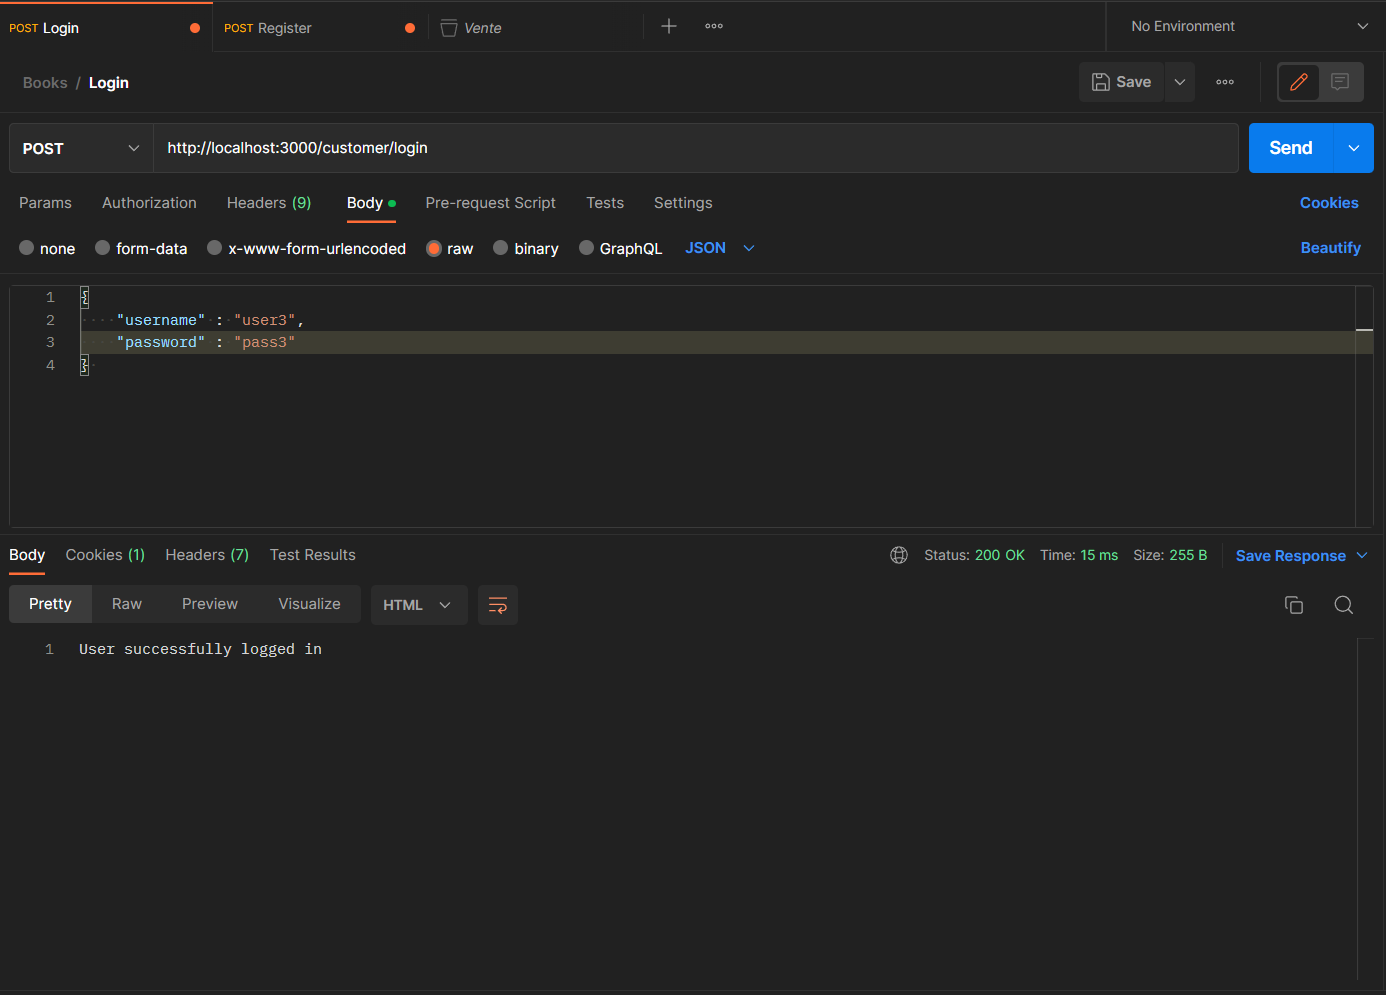 POST Login
POST Register
Vente
No Environment
Books / Login
Save
POST
http://localhost:3000/customer/login
Send
Params Authorization Headers (9) Body Pre-request Script Tests Settings Cookies
none form-data x-www-form-urlencoded raw binary GraphQL JSON Beautify
1 {
2 "username" : "user3",
3 "password" : "pass3"
4 }
Body Cookies (1) Headers (7) Test Results Status: 200 OK Time: 15 ms Size: 255 B Save Response
Pretty Raw Preview Visualize HTML
1 User successfully logged in